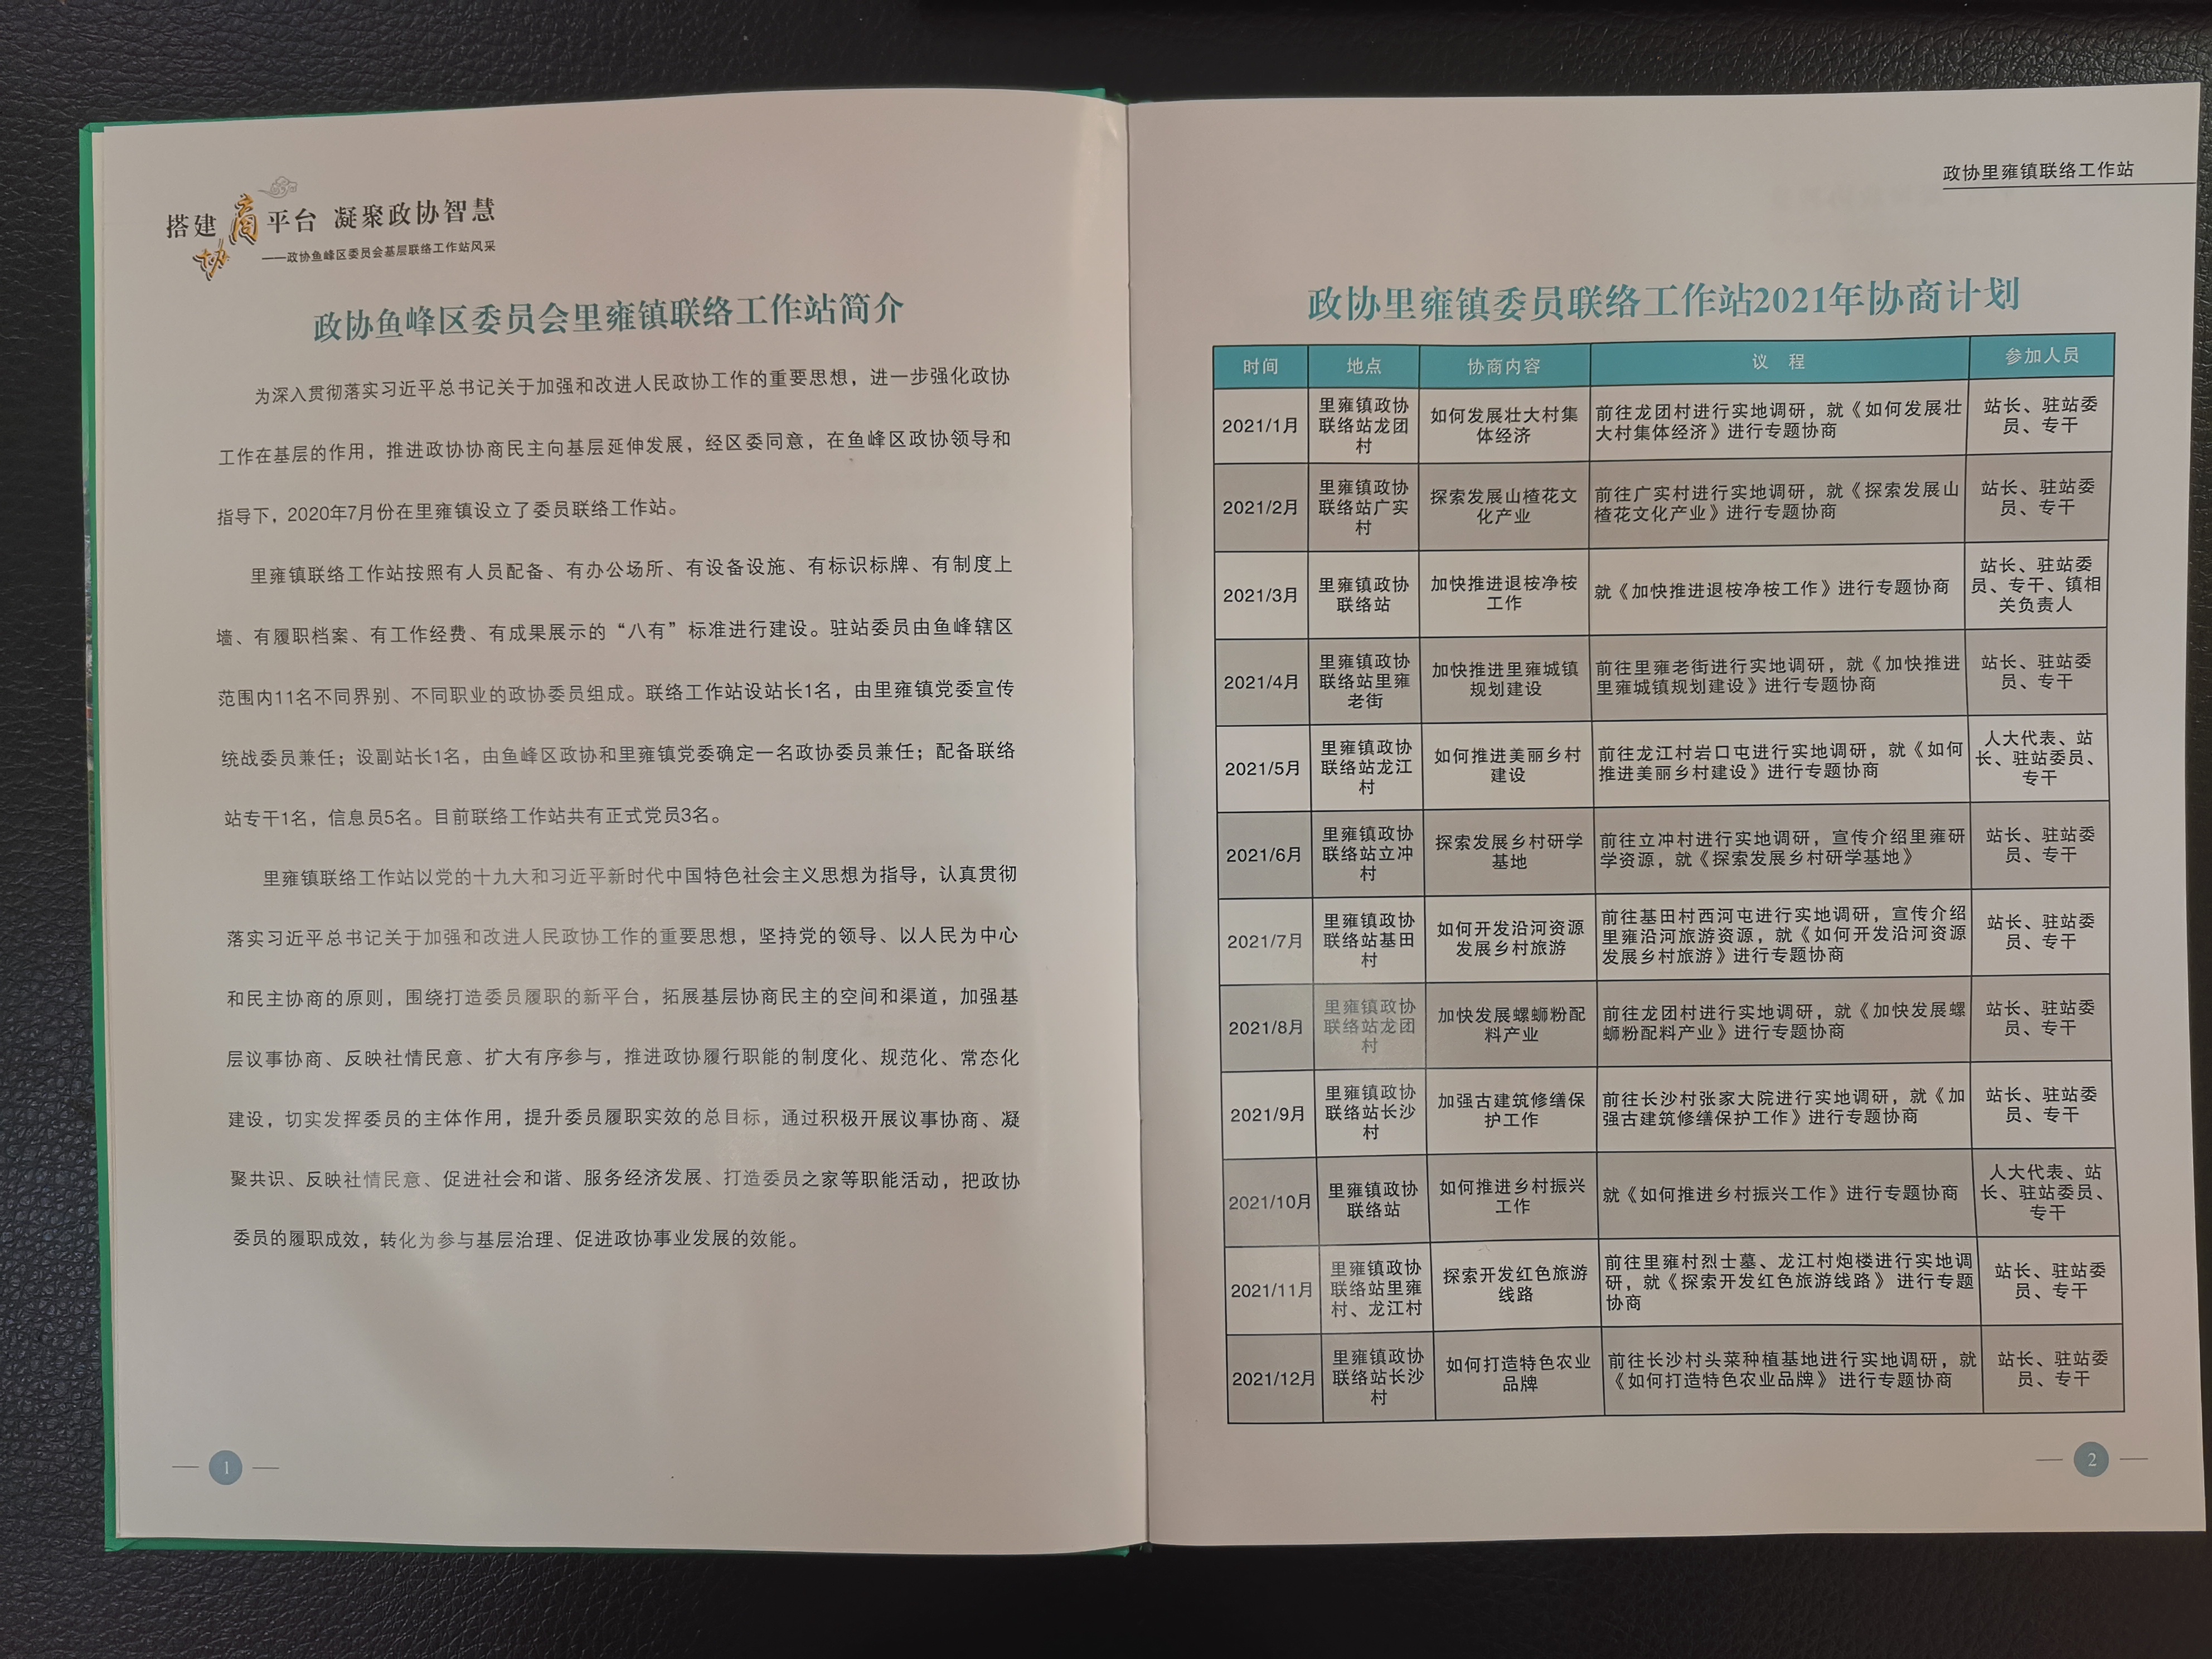 搭建协商平台 凝聚政协智慧
——政协鱼峰区委员会基层联络工作站风采
政协鱼峰区委员会里雍镇联络工作站简介
为深入贯彻落实习近平总书记关于加强和改进人民政协工作的重要思想，进一步强化政协
工作在基层的作用，推进政协协商民主向基层延伸发展，经区委同意，在鱼峰区政协领导和
指导下，2020年7月份在里雍镇设立了委员联络工作站。
里雍镇联络工作站按照有人员配备、有办公场所、有设备设施、有标识标牌、有制度上
墙、有履职档案、有工作经费、有成果展示的“八有”标准进行建设。驻站委员由鱼峰辖区
范围内11名不同界别、不同职业的政协委员组成。联络工作站设站长1名，由里雍镇党委宣传
统战委员兼任；设副站长1名，由鱼峰区政协和里雍镇党委确定一名政协委员兼任；配备联络
站专干1名，信息员5名。目前联络工作站共有正式党员3名。
里雍镇联络工作站以党的十九大和习近平新时代中国特色社会主义思想为指导，认真贯彻
落实习近平总书记关于加强和改进人民政协工作的重要思想，坚持党的领导、以人民为中心
和民主协商的原则，围绕打造委员履职的新平台，拓展基层协商民主的空间和渠道，加强基
层议事协商、反映社情民意、扩大有序参与，推进政协履行职能的制度化、规范化、常态化
建设，切实发挥委员的主体作用，提升委员履职实效的总目标，通过积极开展议事协商、凝
聚共识、反映社情民意、促进社会和谐、服务经济发展、打造委员之家等职能活动，把政协
委员的履职成效，转化为参与基层治理、促进政协事业发展的效能。
1
政协里雍镇联络工作站
政协里雍镇委员联络工作站2021年协商计划
时间 地点 协商内容 议 程 参加人员
2021/1月
里雍镇政协
联络站龙团
村
如何发展壮大村集
体经济
前往龙团村进行实地调研，就《如何发展壮
大村集体经济》进行专题协商
站长、驻站委
员、专干
2021/2月
里雍镇政协
联络站广实
村
探索发展山楂花文
化产业
前往广实村进行实地调研，就《探索发展山
楂花文化产业》进行专题协商
站长、驻站委
员、专干
2021/3月
里雍镇政协
联络站
加快推进退桉净桉
工作
就《加快推进退桉净桉工作》进行专题协商
站长、驻站委
员、专干、镇相
关负责人
2021/4月
里雍镇政协
联络站里雍
老街
加快推进里雍城镇
规划建设
前往里雍老街进行实地调研，就《加快推进
里雍城镇规划建设》进行专题协商
站长、驻站委
员、专干
2021/5月
里雍镇政协
联络站龙江
村
如何推进美丽乡村
建设
前往龙江村岩口屯进行实地调研，就《如何
推进美丽乡村建设》进行专题协商
人大代表、站
长、驻站委员、
专干
2021/6月
里雍镇政协
联络站立冲
村
探索发展乡村研学
基地
前往立冲村进行实地调研，宣传介绍里雍研
学资源，就《探索发展乡村研学基地》
站长、驻站委
员、专干
2021/7月
里雍镇政协
联络站基田
村
如何开发沿河资源
发展乡村旅游
前往基田村西河屯进行实地调研，宣传介绍
里雍沿河旅游资源，就《如何开发沿河资源
发展乡村旅游》进行专题协商
站长、驻站委
员、专干
2021/8月
里雍镇政协
联络站龙团
村
加快发展螺蛳粉配
料产业
前往龙团村进行实地调研，就《加快发展螺
蛳粉配料产业》进行专题协商
站长、驻站委
员、专干
2021/9月
里雍镇政协
联络站长沙
村
加强古建筑修缮保
护工作
前往长沙村张家大院进行实地调研，就《加
强古建筑修缮保护工作》进行专题协商
站长、驻站委
员、专干
2021/10月
里雍镇政协
联络站
如何推进乡村振兴
工作
就《如何推进乡村振兴工作》进行专题协商
人大代表、站
长、驻站委员、
专干
2021/11月
里雍镇政协
联络站里雍
村、龙江村
探索开发红色旅游
线路
前往里雍村烈士墓、龙江村炮楼进行实地调
研，就《探索开发红色旅游线路》进行专题
协商
站长、驻站委
员、专干
2021/12月
里雍镇政协
联络站长沙
村
如何打造特色农业
品牌
前往长沙村头菜种植基地进行实地调研，就
《如何打造特色农业品牌》进行专题协商
站长、驻站委
员、专干
2